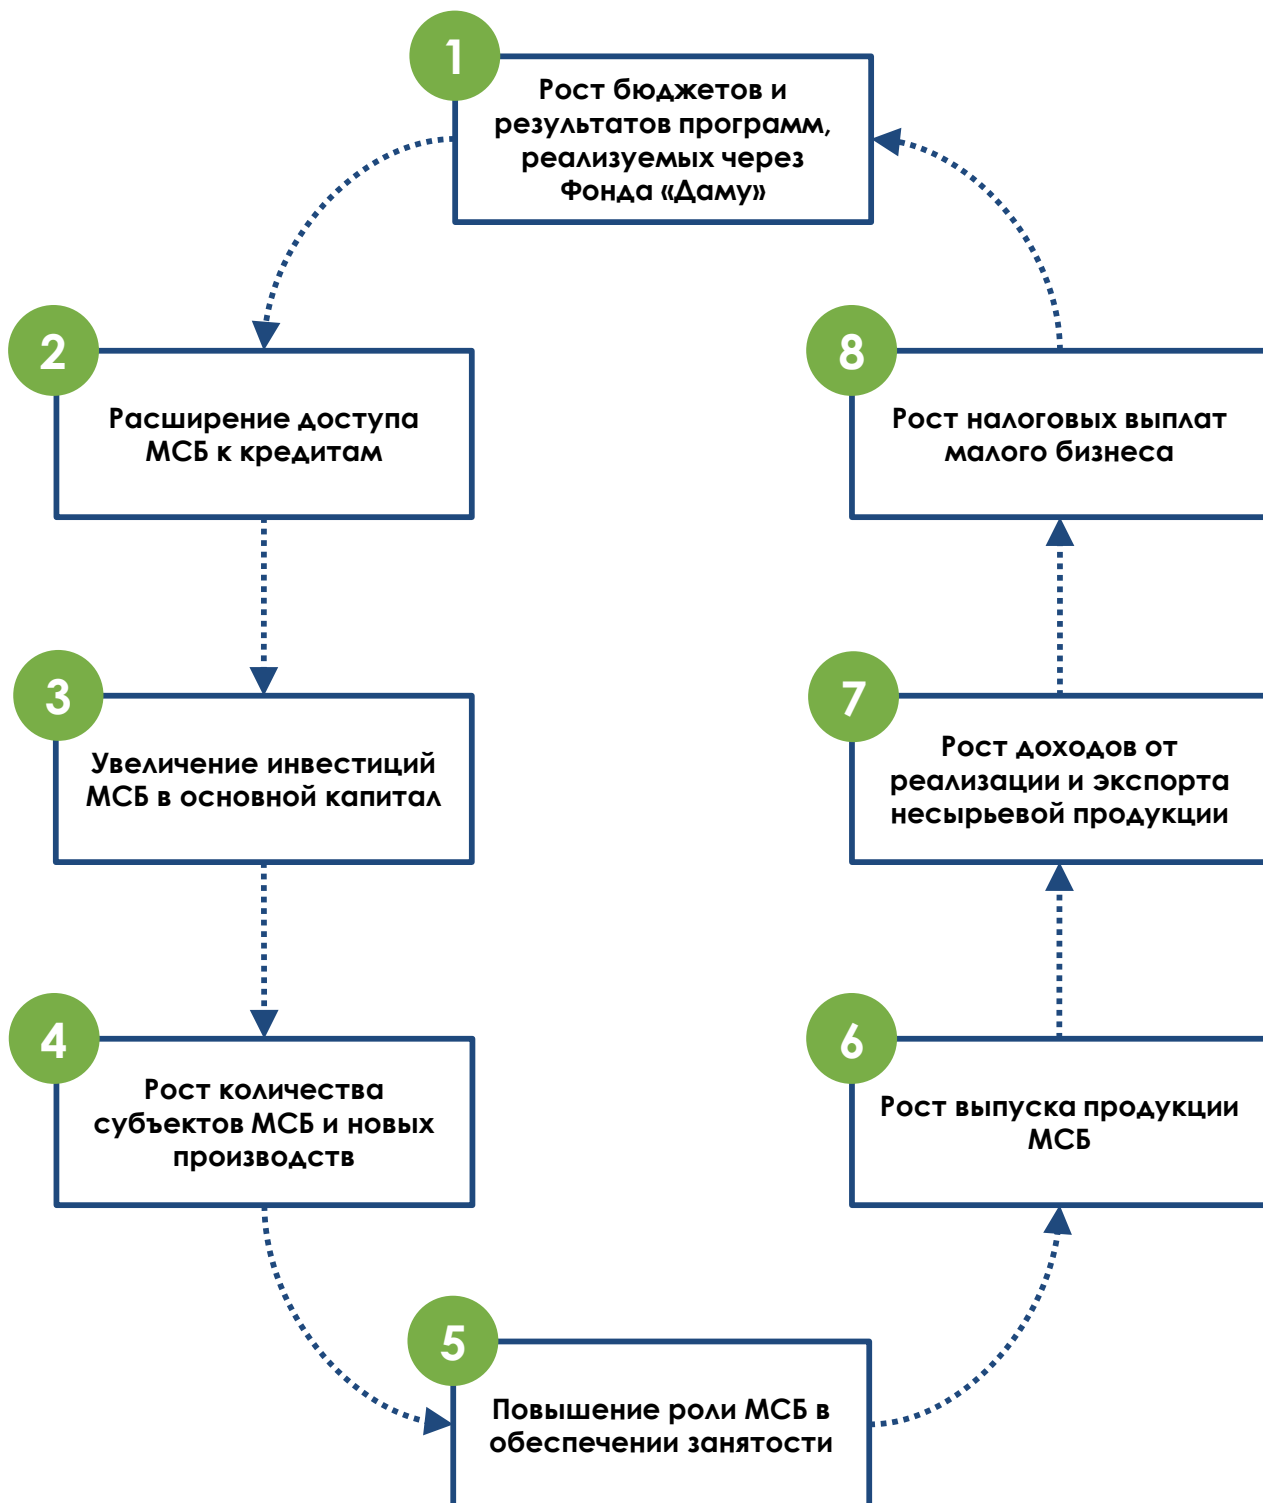 1
Рост бюджетов и
результатов программ,
реализуемых через
Фонда «Даму»
2
Расширение доступа
МСБ к кредитам
3
Увеличение инвестиций
МСБ в основной капитал
4
Рост количества
субъектов МСБ и новых
производств
5
Повышение роли МСБ в
обеспечении занятости
6
Рост выпуска продукции
МСБ
7
Рост доходов от
реализации и экспорта
несырьевой продукции
8
Рост налоговых выплат
малого бизнеса